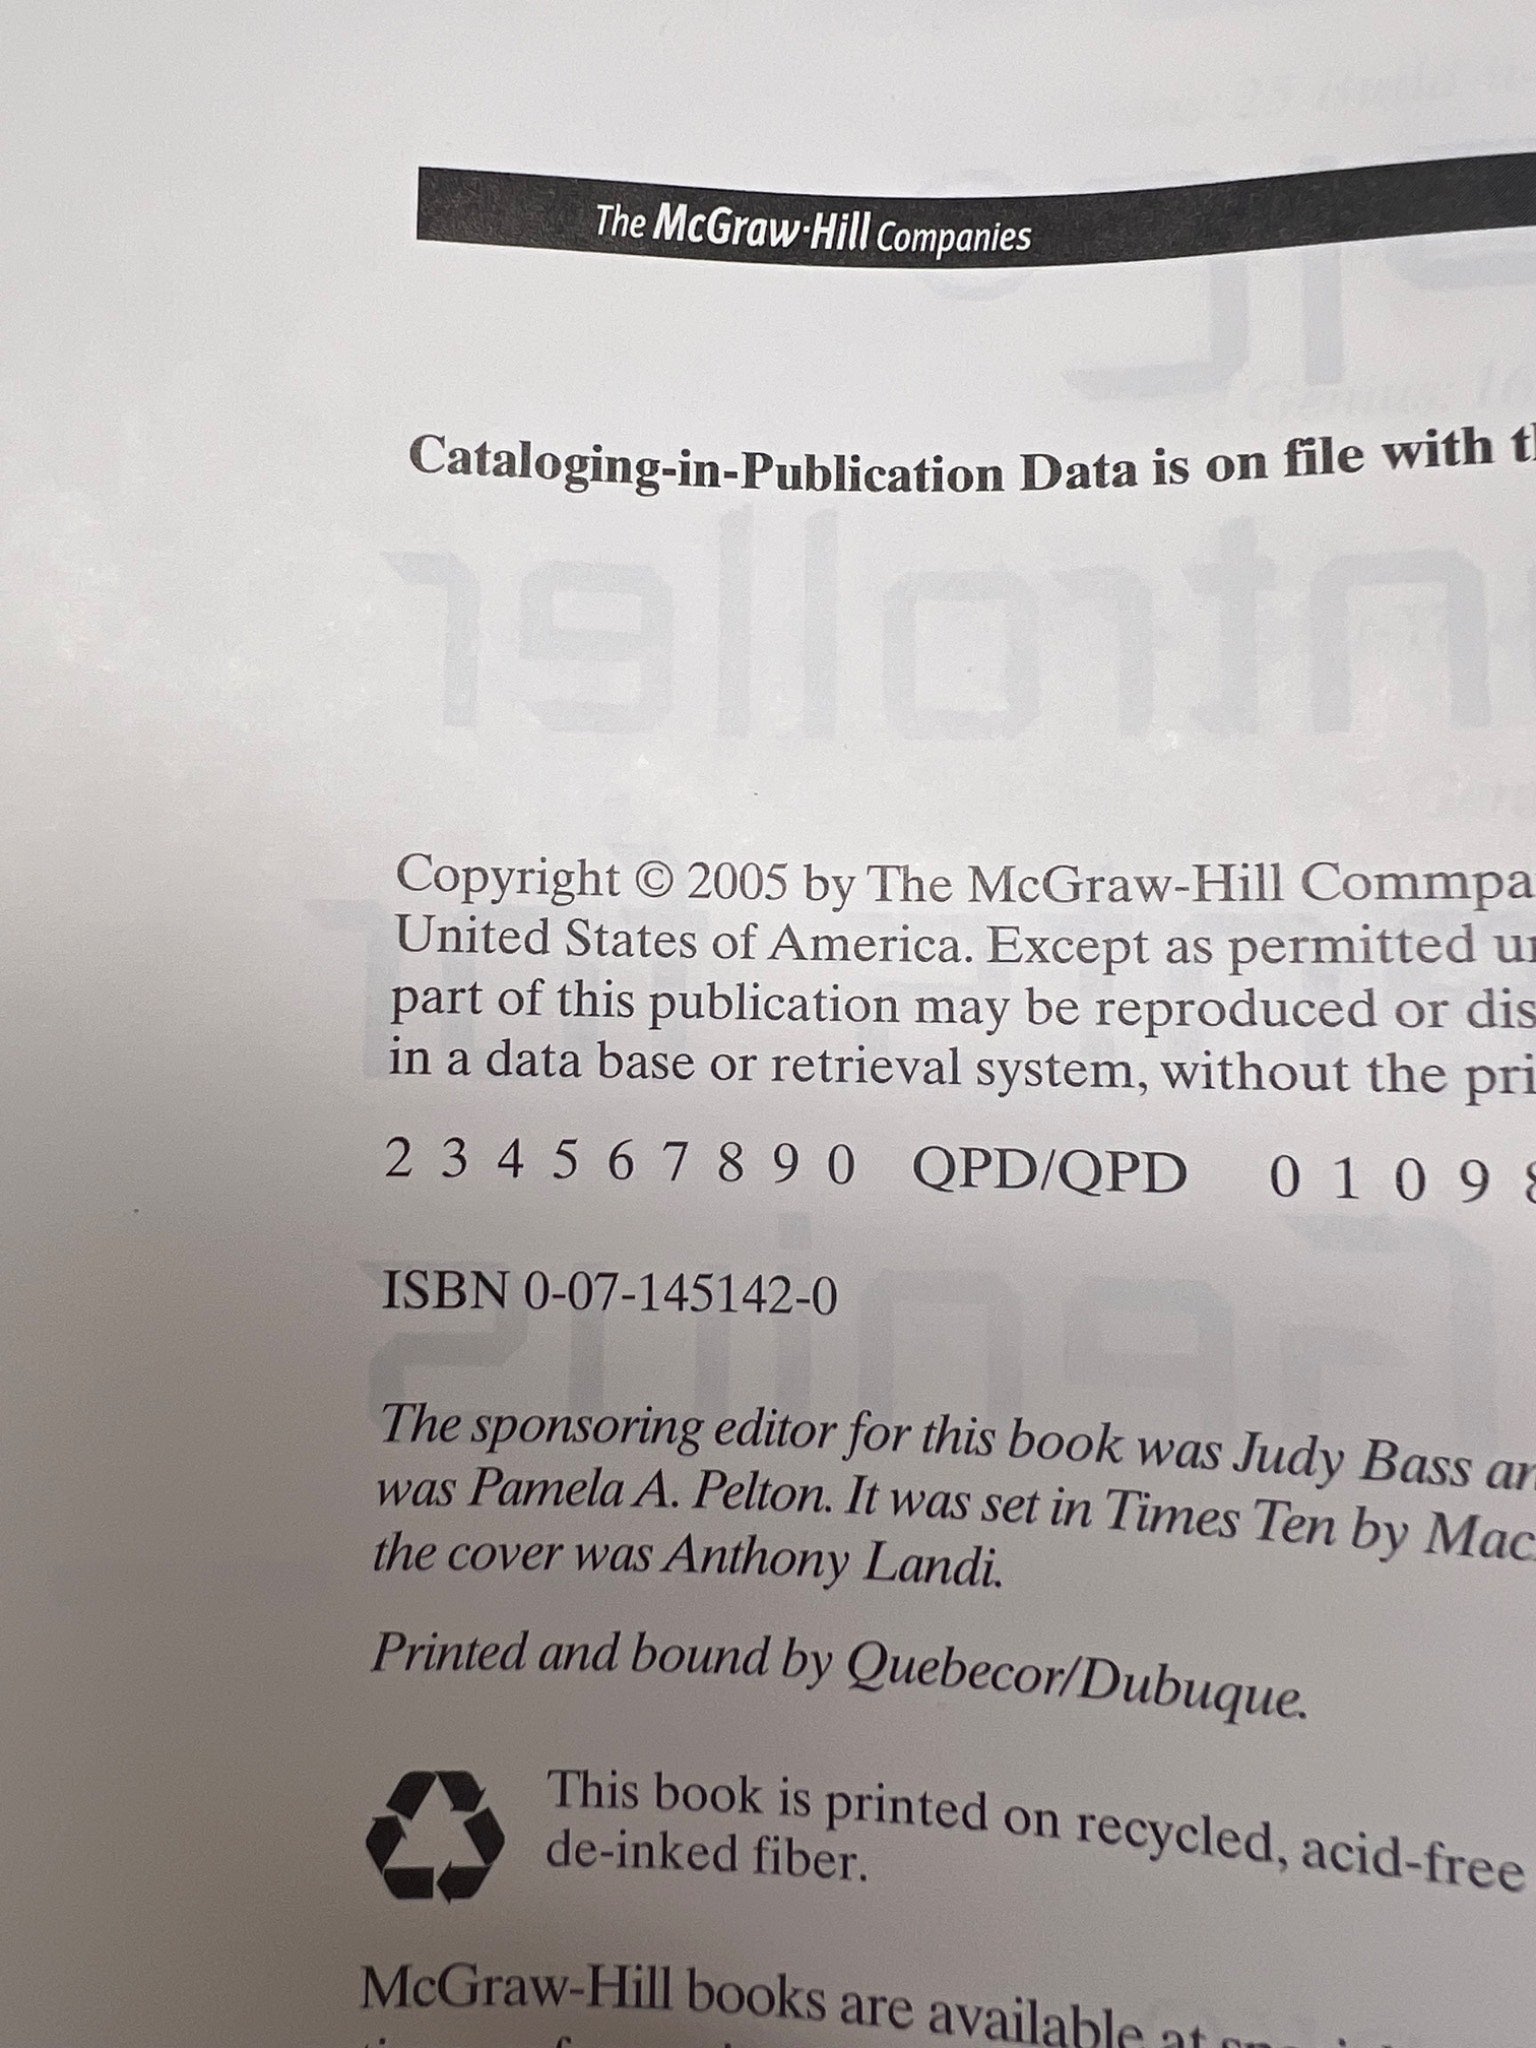 The McGraw·Hill Companies
Cataloging-in-Publication Data is on file with
Copyright © 2005 by The McGraw-Hill Commpa
United States of America. Except as permitted
part of this publication may be reproduced or dis
in a data base or retrieval system, without the pri
2 3 4 5 6 7 8 9 0 QPD/QPD 0 1 0 9 8
ISBN 0-07-145142-0
The sponsoring editor for this book was Judy Bass an
was Pamela A. Pelton. It was set in Times Ten by Mac
the cover was Anthony Landi.
Printed and bound by Quebecor/Dubuque.
This book is printed on recycled, acid-free
de-inked fiber.
McGraw-Hill books are available at